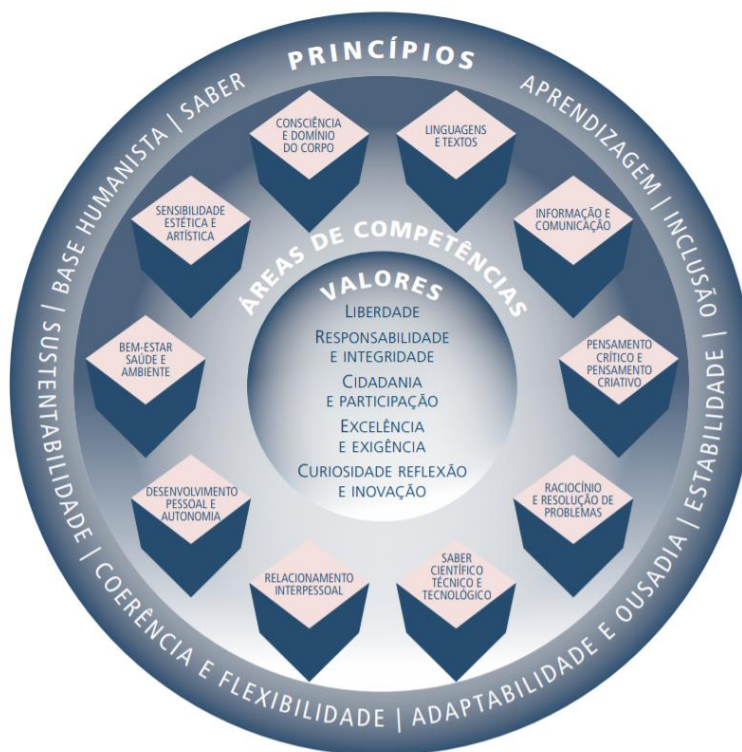 PRINCÍPIOS
BASE HUMANISTA | SABER
APRENDIZAGEM | INCLUSÃO | ESTABILIDADE | ADAPTABILIDADE E OUSADIA | COERÊNCIA E FLEXIBILIDADE | SUSTENTABILIDADE |
CONSCIÊNCIA
E DOMÍNIO
DO CORPO
LINGUAGENS
E TEXTOS
SENSIBILIDADE
ESTÉTICA E
ARTÍSTICA
INFORMAÇÃO E
COMUNICAÇÃO
ÁREAS DE COMPETÊNCIAS
VALORES
LIBERDADE
RESPONSABILIDADE
E INTEGRIDADE
CIDADANIA
E PARTICIPAÇÃO
EXCELÊNCIA
E EXIGÊNCIA
CURIOSIDADE REFLEXÃO
E INOVAÇÃO
BEM-ESTAR
SAÚDE E
AMBIENTE
PENSAMENTO
CRÍTICO E
PENSAMENTO
CRIATIVO
DESENVOLVIMENTO
PESSOAL E
AUTONOMIA
RACIOCÍNIO
E RESOLUÇÃO DE
PROBLEMAS
RELACIONAMENTO
INTERPESSOAL
SABER
CIENTÍFICO
TÉCNICO E
TECNOLÓGICO